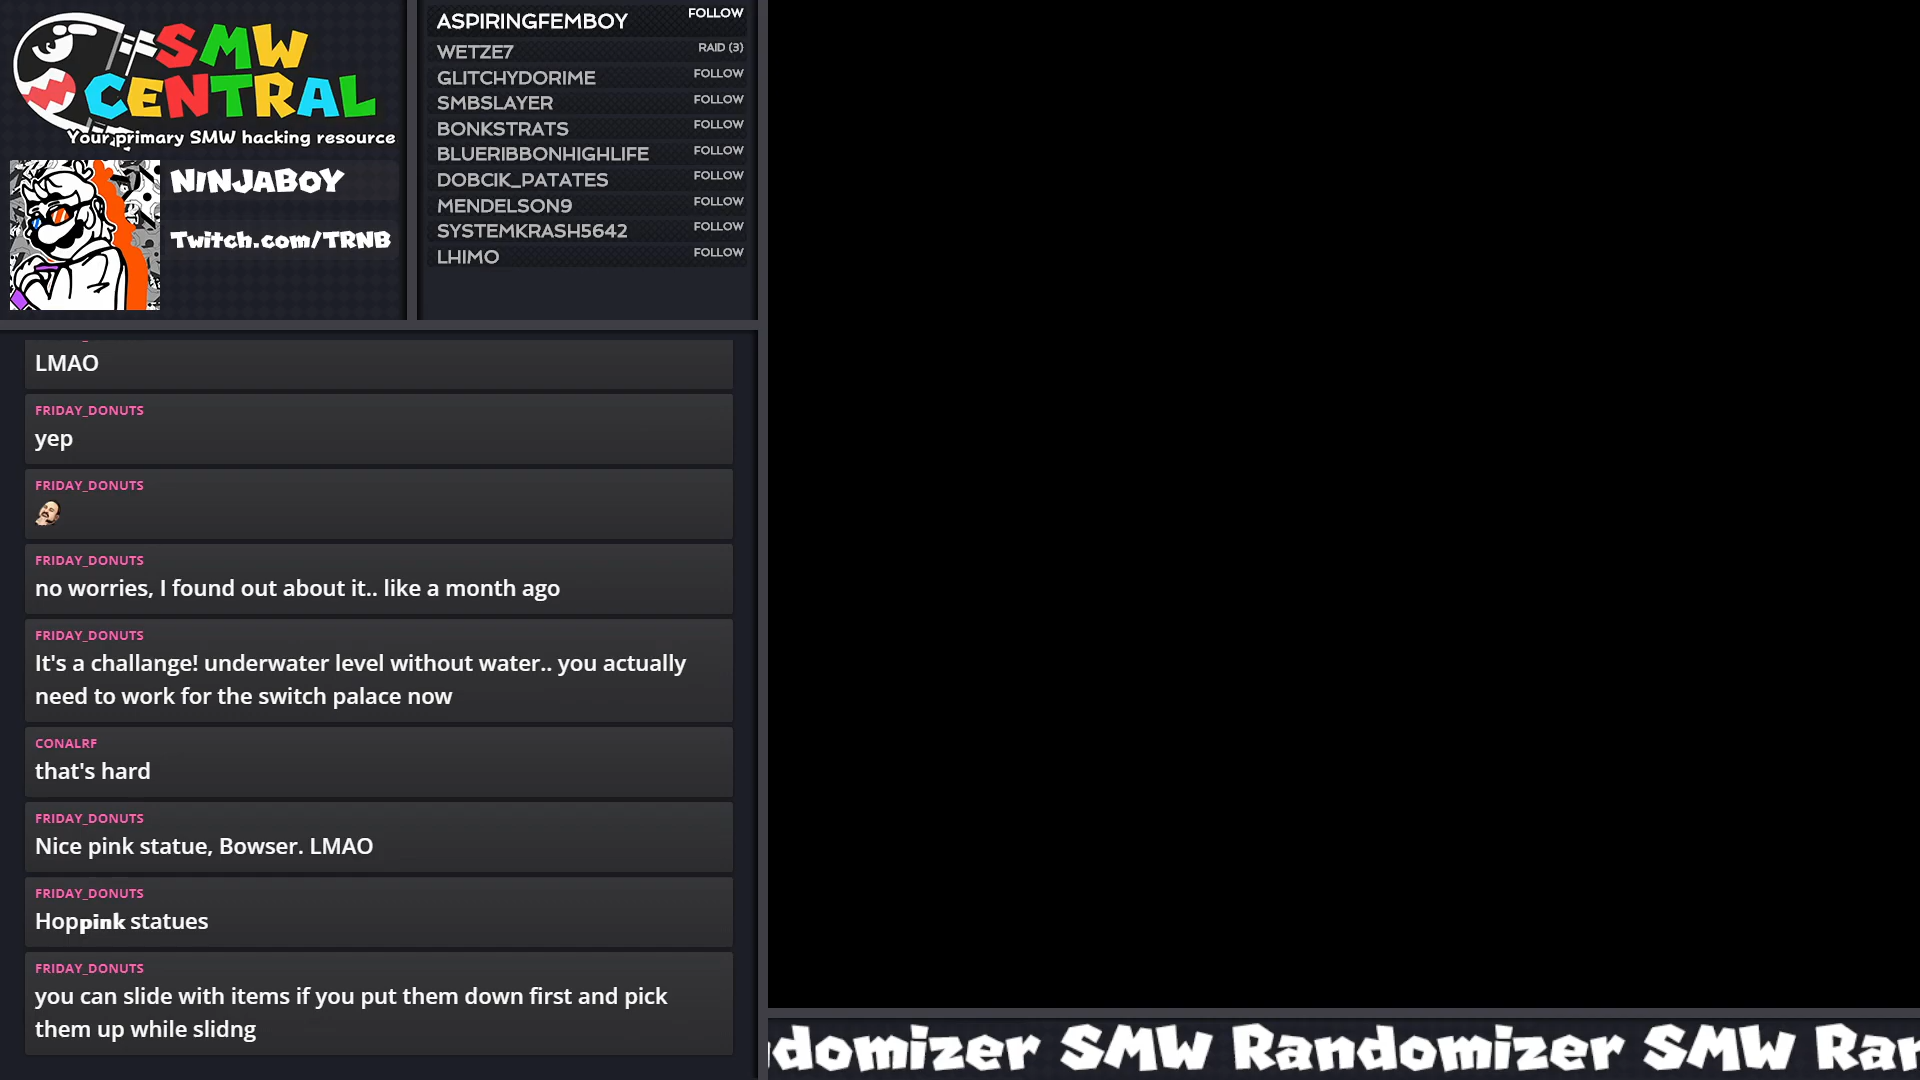 SMW
CENTRAL
Your primary SMW hacking resource
NINJABOY
Twitch.com/TRNB
ASPIRINGFEMBOY FOLLOW
WETZE7 RAID (3)
GLITCHYDORIME FOLLOW
SMBSLAYER FOLLOW
BONKSTRATS FOLLOW
BLUERIBBONHIGHLIFE FOLLOW
DOBCIK_PATATES FOLLOW
MENDELSON9 FOLLOW
SYSTEMKRASH5642 FOLLOW
LHIMO FOLLOW
LMAO
FRIDAY_DONUTS
yep
FRIDAY_DONUTS
FRIDAY_DONUTS
no worries, I found out about it.. like a month ago
FRIDAY_DONUTS
It's a challange! underwater level without water.. you actually
need to work for the switch palace now
CONALRF
that's hard
FRIDAY_DONUTS
Nice pink statue, Bowser. LMAO
FRIDAY_DONUTS
Hoppink statues
FRIDAY_DONUTS
you can slide with items if you put them down first and pick
them up while slidng
domizer SMW Randomizer SMW Ran